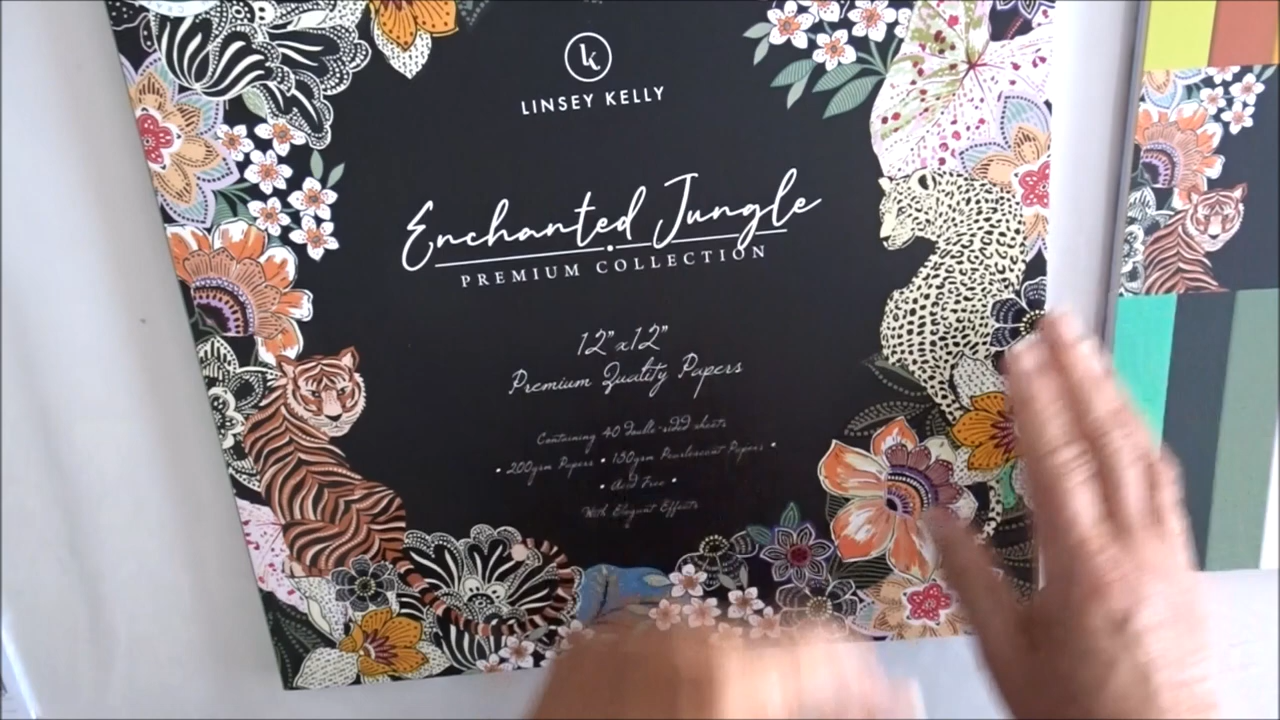 k
LINSEY KELLY
Enchanted Jungle
PREMIUM COLLECTION
12"x12"
Premium Quality Papers
Containing 40 double-sided sheets
• 200gsm Papers • 130gsm Pearlescent Papers •
• Acid Free •
With Elegant Effects